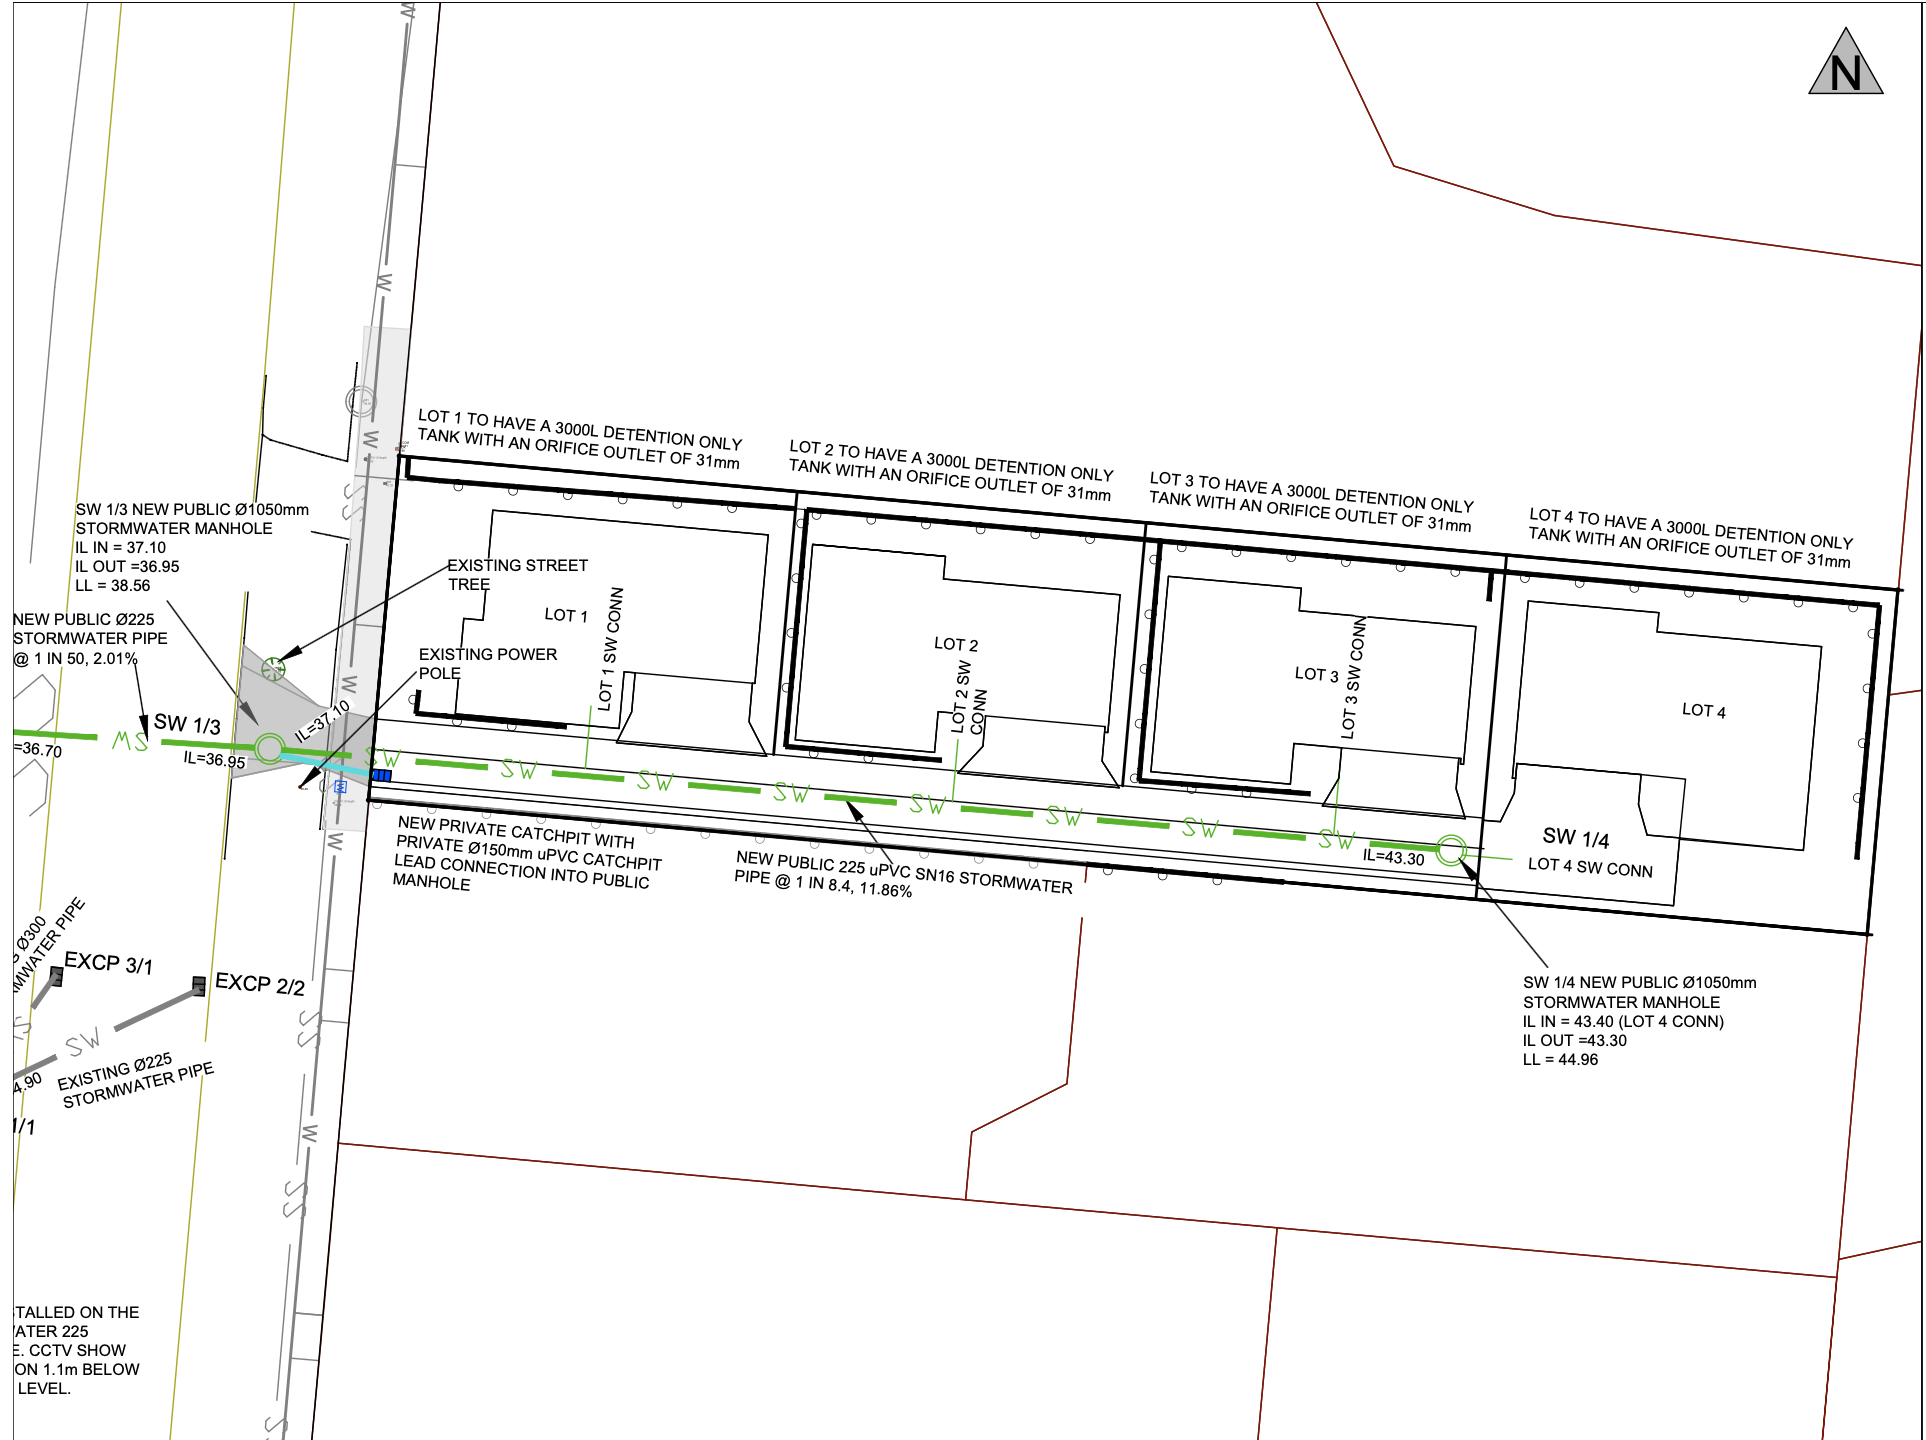 N
LOT 1 TO HAVE A 3000L DETENTION ONLY
TANK WITH AN ORIFICE OUTLET OF 31mm
LOT 2 TO HAVE A 3000L DETENTION ONLY
TANK WITH AN ORIFICE OUTLET OF 31mm
LOT 3 TO HAVE A 3000L DETENTION ONLY
TANK WITH AN ORIFICE OUTLET OF 31mm
LOT 4 TO HAVE A 3000L DETENTION ONLY
TANK WITH AN ORIFICE OUTLET OF 31mm
SW 1/3 NEW PUBLIC Ø1050mm
STORMWATER MANHOLE
IL IN = 37.10
IL OUT =36.95
LL = 38.56
NEW PUBLIC Ø225
STORMWATER PIPE
@ 1 IN 50, 2.01%
EXISTING STREET
TREE
EXISTING POWER
POLE
LOT 1
LOT 1 SW CONN
LOT 2
LOT 2 SW
CONN
LOT 3
LOT 3 SW CONN
LOT 4
SW 1/3
IL=37.10
IL=36.95
=36.70
SW
SW
SW
SW
SW
SW
SW
SW
SW
W
W
W
W
W
W
SS
SS
SS
IL=43.30
SW 1/4
LOT 4 SW CONN
NEW PRIVATE CATCHPIT WITH
PRIVATE Ø150mm uPVC CATCHPIT
LEAD CONNECTION INTO PUBLIC
MANHOLE
NEW PUBLIC 225 uPVC SN16 STORMWATER
PIPE @ 1 IN 8.4, 11.86%
SW 1/4 NEW PUBLIC Ø1050mm
STORMWATER MANHOLE
IL IN = 43.40 (LOT 4 CONN)
IL OUT =43.30
LL = 44.96
Ø300
MWATER PIPE
EXCP 3/1
EXCP 2/2
SW
EXISTING Ø225
STORMWATER PIPE
4.90
1/1
TALLED ON THE
ATER 225
E. CCTV SHOW
ON 1.1m BELOW
LEVEL.